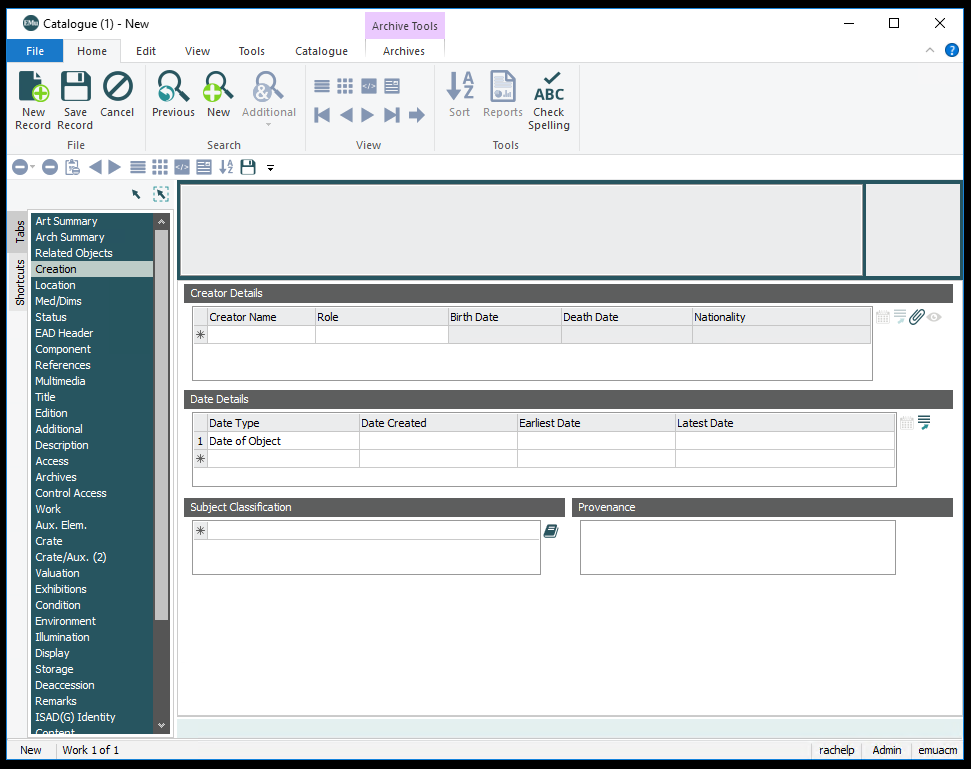 EMu Catalogue (1) - New
Archive Tools
File Home Edit View Tools Catalogue Archives
New Record
Save Record
Cancel
Previous
New
Additional
Sort
Reports
ABC
Check Spelling
File Search View Tools
Tabs
Shortcuts
Art Summary
Arch Summary
Related Objects
Creation
Location
Med/Dims
Status
EAD Header
Component
References
Multimedia
Title
Edition
Additional
Description
Access
Archives
Control Access
Work
Aux. Elem.
Crate
Crate/Aux. (2)
Valuation
Exhibitions
Condition
Environment
Illumination
Display
Storage
Deaccession
Remarks
ISAD(G) Identity
Content
Creator Details
Creator Name Role Birth Date Death Date Nationality
Date Details
Date Type Date Created Earliest Date Latest Date
1 Date of Object
Subject Classification
Provenance
New Work 1 of 1 rachelp Admin emuacm